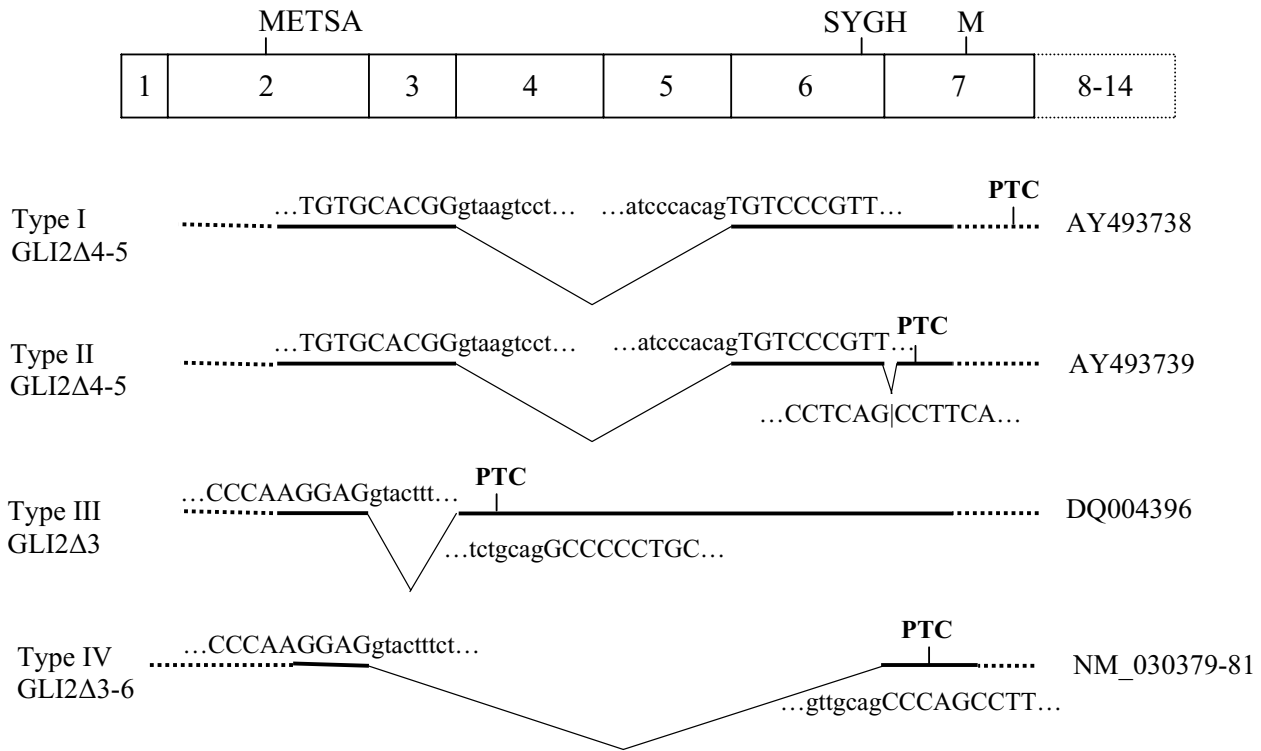 METSA SYGH M
1 2 3 4 5 6 7 8-14
Type I
GLI2Δ4-5
…TGTGCACGGgtaagtcct… …atcccacagTGTCCCGTT…
PTC
AY493738
Type II
GLI2Δ4-5
…TGTGCACGGgtaagtcct… …atcccacagTGTCCCGTT…
PTC
AY493739
…CCTCAG|CCTTCA…
Type III
GLI2Δ3
…CCCAAGGAGgtacttt…
PTC
DQ004396
…tctgcagGCCCCCTGC…
Type IV
GLI2Δ3-6
…CCCAAGGAGgtactttct…
PTC
NM_030379-81
…gttgcagCCCAGCCTT…